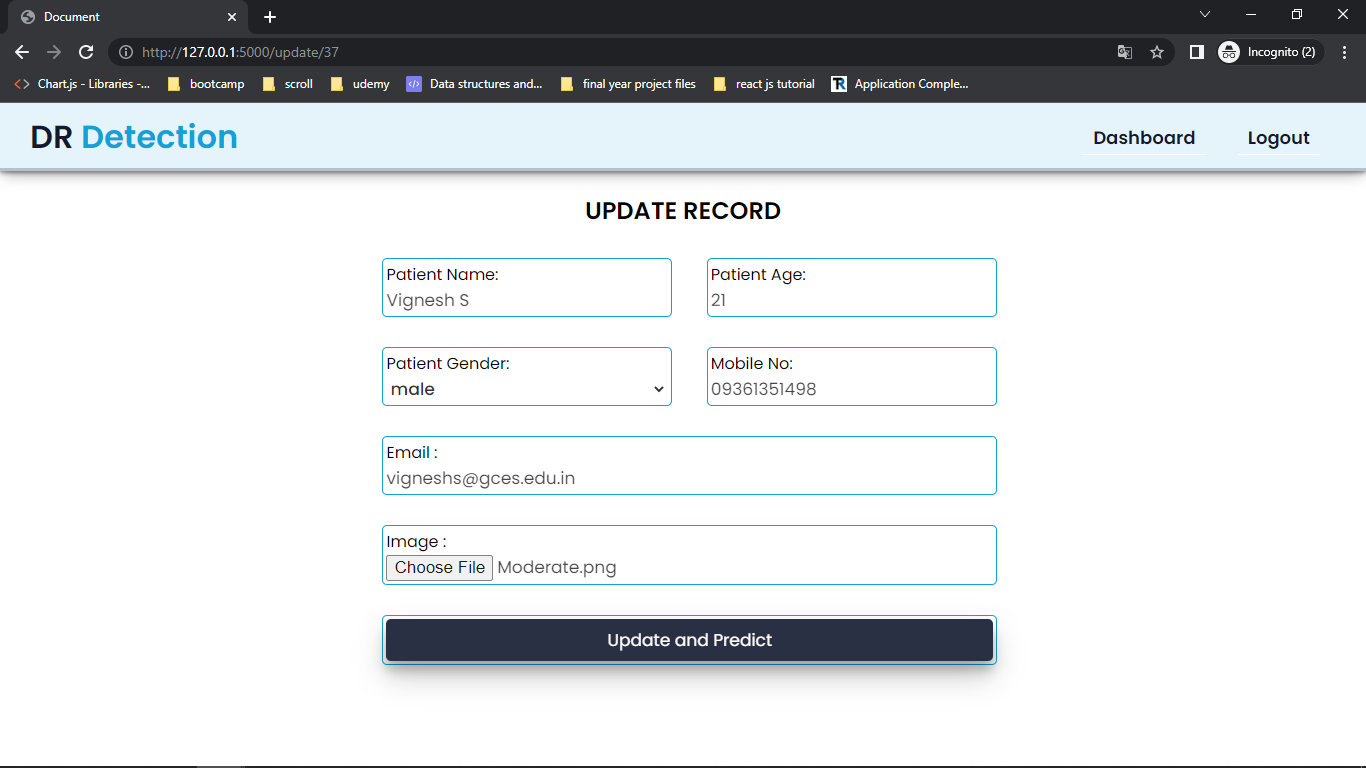 Document
http://127.0.0.1:5000/update/37
Incognito (2)
Chart.js - Libraries -...
bootcamp
scroll
udemy
</> Data structures and...
final year project files
react js tutorial
TR Application Comple...
DR Detection
Dashboard
Logout
UPDATE RECORD
Patient Name:
Vignesh S
Patient Age:
21
Patient Gender:
male
Mobile No:
09361351498
Email :
vigneshs@gces.edu.in
Image :
Choose File Moderate.png
Update and Predict